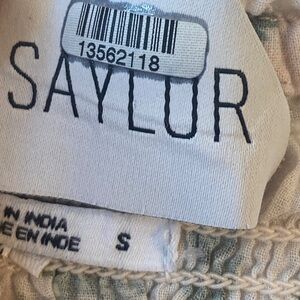 13562118
SAYLOR
IN INDIA
E EN INDE
S